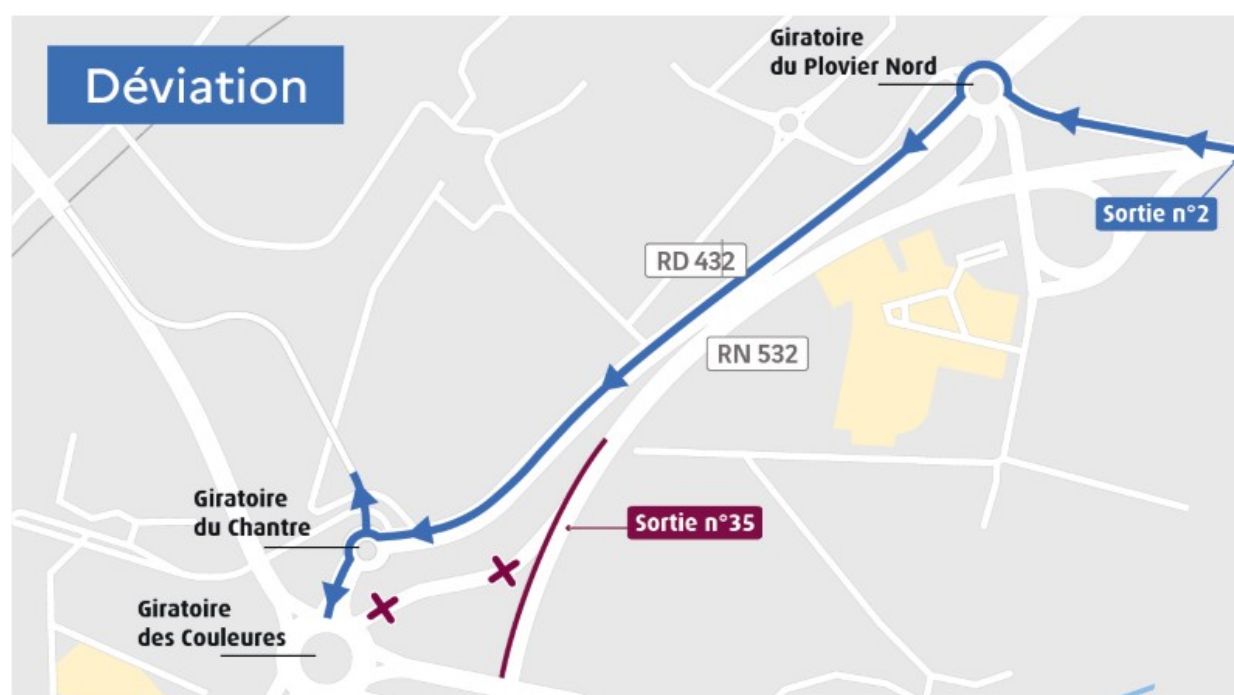 Déviation
Giratoire
du Plovier Nord
Sortie n°2
RD 432
RN 532
Giratoire
du Chantre
Sortie n°35
Giratoire
des Couleures